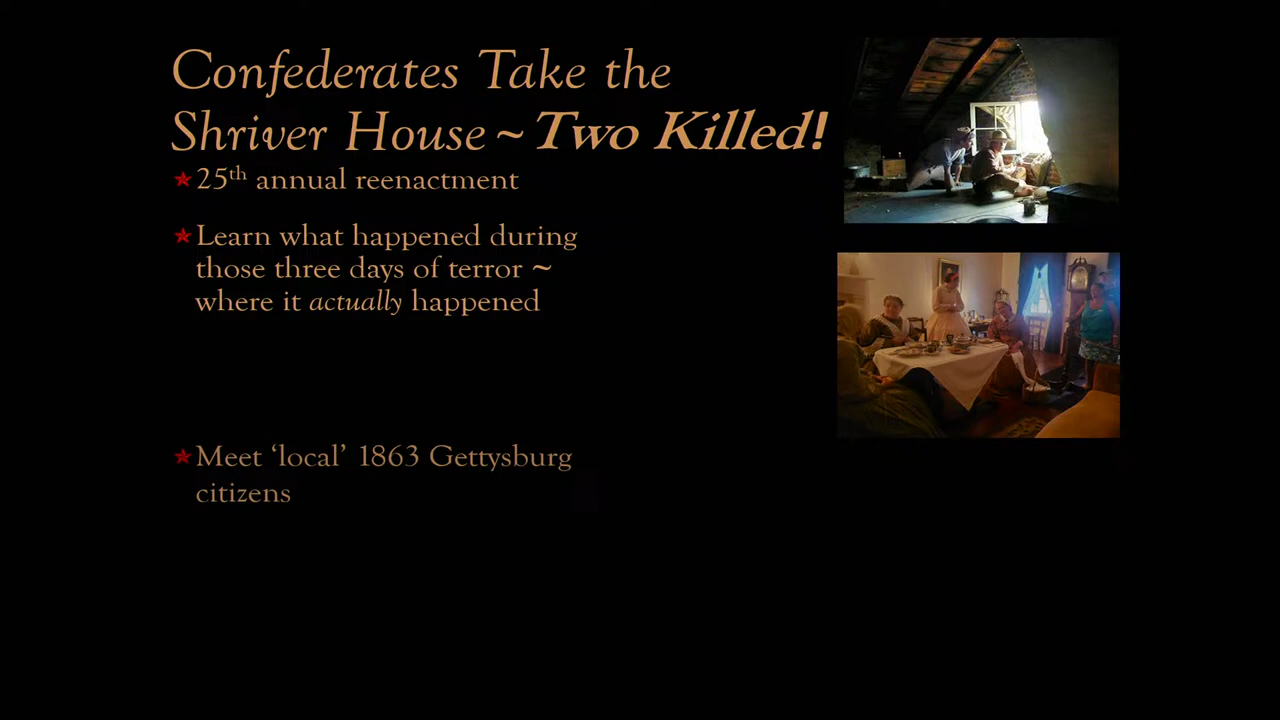 Confederates Take the
Shriver House ~ Two Killed!
25th annual reenactment
Learn what happened during
those three days of terror ~
where it actually happened
Meet ‘local’ 1863 Gettysburg
citizens